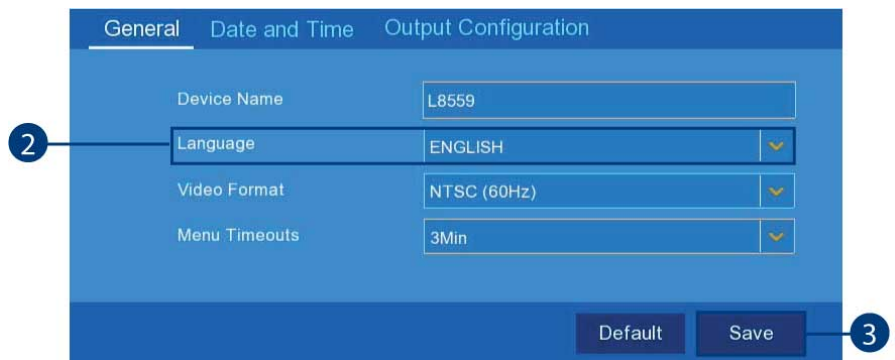 General Date and Time Output Configuration
Device Name L8559
2 Language ENGLISH
Video Format NTSC (60Hz)
Menu Timeouts 3Min
Default Save 3